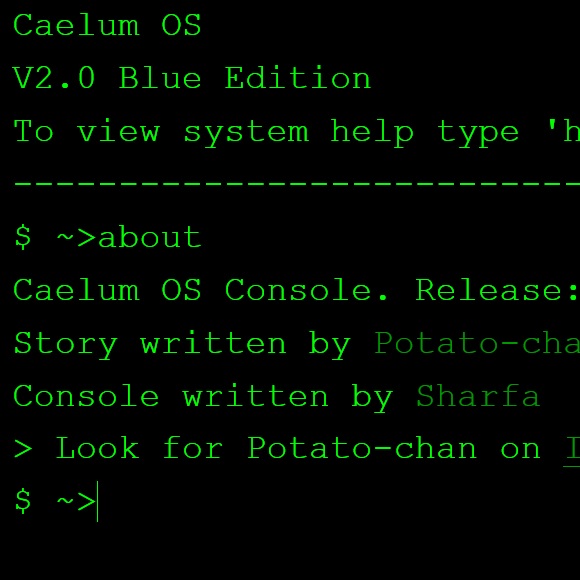 Caelum OS
V2.0 Blue Edition
To view system help type 'h
----------------------------
$ ~>about
Caelum OS Console. Release:
Story written by Potato-cha
Console written by Sharfa
> Look for Potato-chan on I
$ ~>